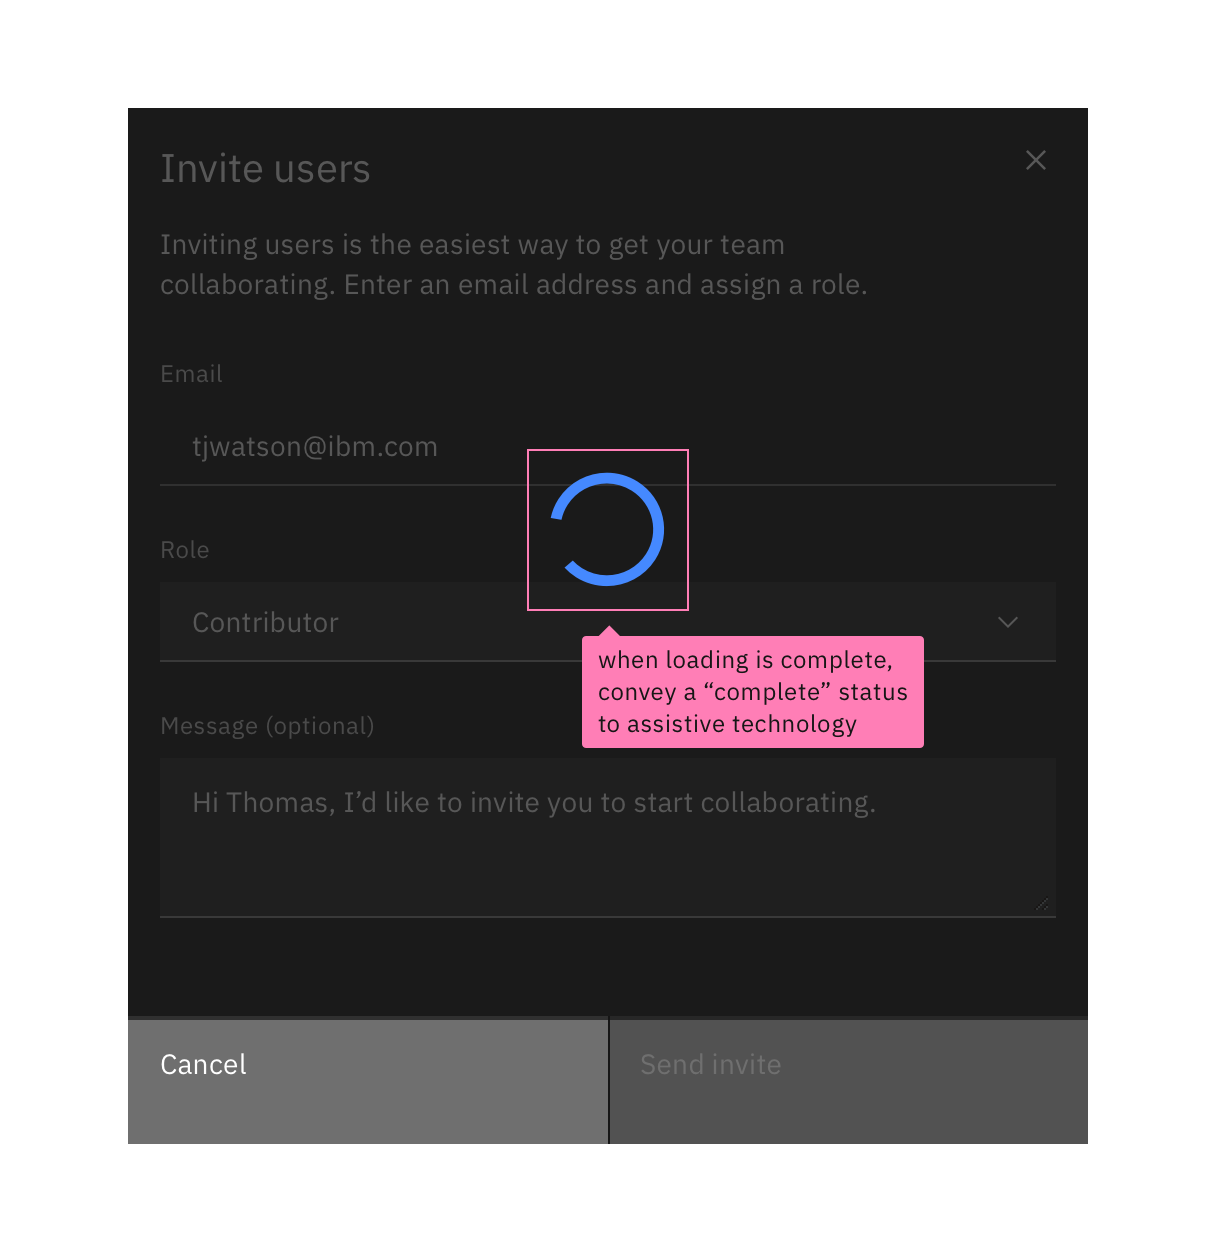 Invite users
Inviting users is the easiest way to get your team
collaborating. Enter an email address and assign a role.
Email
tjwatson@ibm.com
Role
Contributor
when loading is complete,
convey a “complete” status
to assistive technology
Message (optional)
Hi Thomas, I’d like to invite you to start collaborating.
Cancel
Send invite